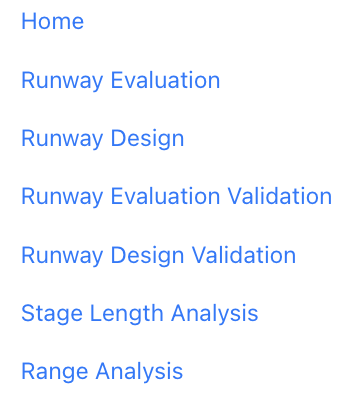 Home
Runway Evaluation
Runway Design
Runway Evaluation Validation
Runway Design Validation
Stage Length Analysis
Range Analysis